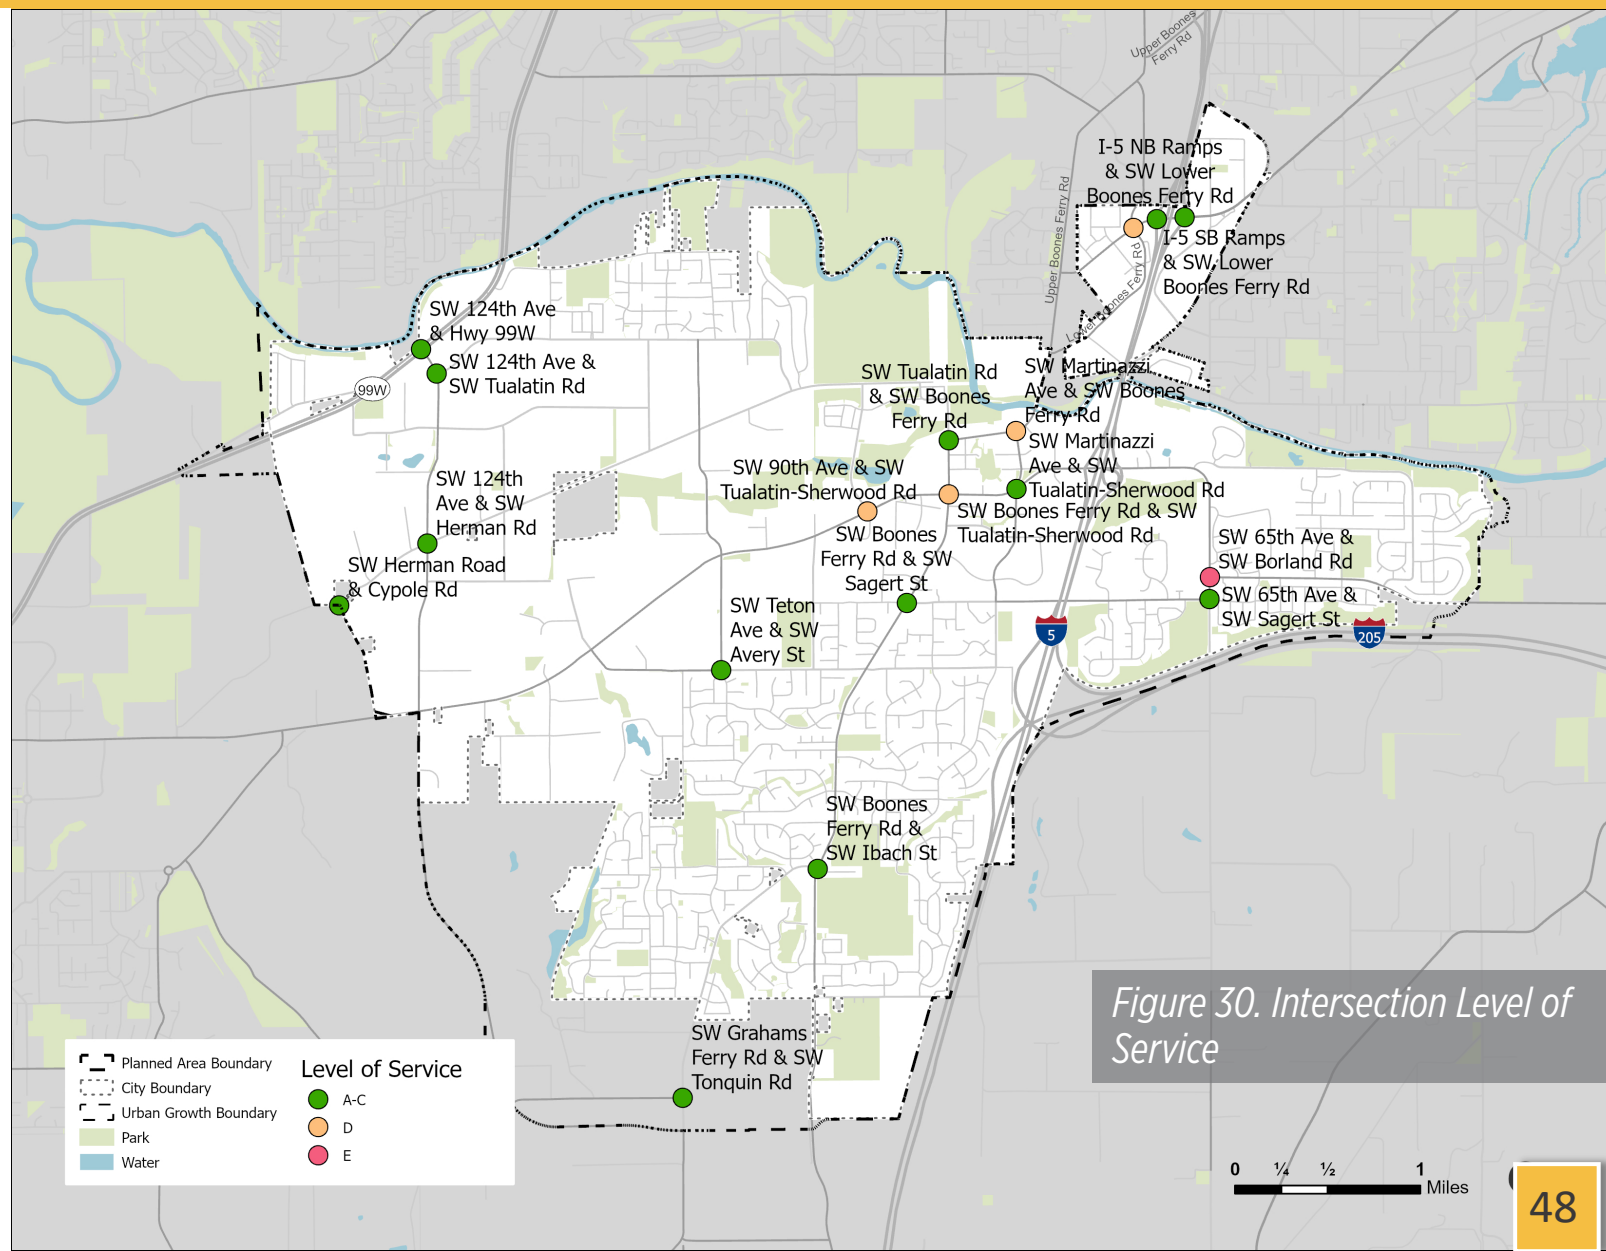 Upper Boones
Ferry Rd
I-5 NB Ramps
& SW Lower
Boones Ferry Rd
Upper Boones Ferry Rd
I-5 SB Ramps
& SW Lower
Boones Ferry Rd
Lower Boones Ferry Rd
SW 124th Ave
& Hwy 99W
SW 124th Ave &
SW Tualatin Rd
99W
SW Tualatin Rd
& SW Boones
Ferry Rd
SW Martinazzi
Ave & SW Boones
Ferry Rd
SW Martinazzi
Ave & SW
Tualatin-Sherwood Rd
SW 90th Ave & SW
Tualatin-Sherwood Rd
SW Boones Ferry Rd & SW
Tualatin-Sherwood Rd
SW 124th
Ave & SW
Herman Rd
SW Boones
Ferry Rd & SW
Sagert St
SW 65th Ave &
SW Borland Rd
SW Herman Road
& Cypole Rd
SW 65th Ave &
SW Sagert St
SW Teton
Ave & SW
Avery St
5
205
SW Boones
Ferry Rd &
SW Ibach St
Figure 30. Intersection Level of
Service
SW Grahams
Ferry Rd & SW
Tonquin Rd
Planned Area Boundary
City Boundary
Urban Growth Boundary
Park
Water
Level of Service
A-C
D
E
0 ¼ ½ 1
Miles
48